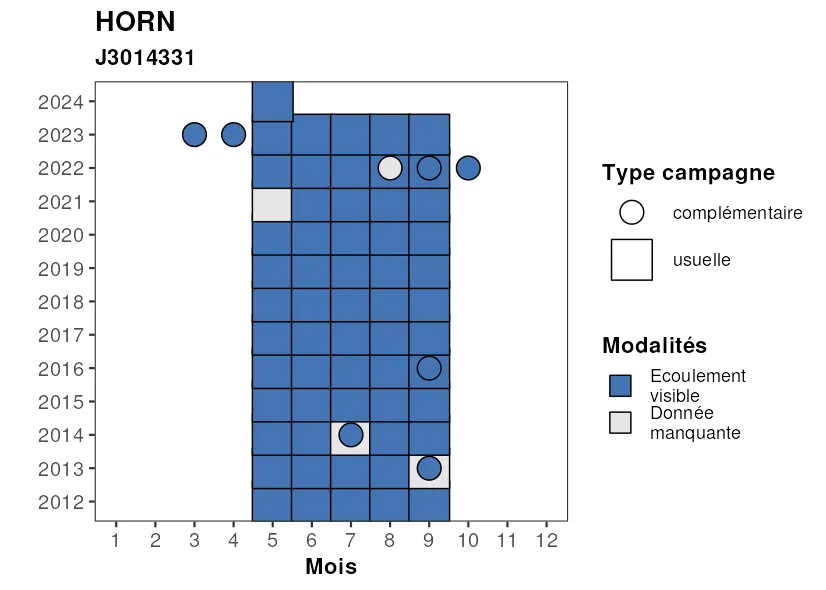 HORN
J3014331
2024
2023
2022
2021
2020
2019
2018
2017
2016
2015
2014
2013
2012
1 2 3 4 5 6 7 8 9 10 11 12
Mois
Type campagne
complémentaire
usuelle
Modalités
Ecoulement
visible
Donnée
manquante